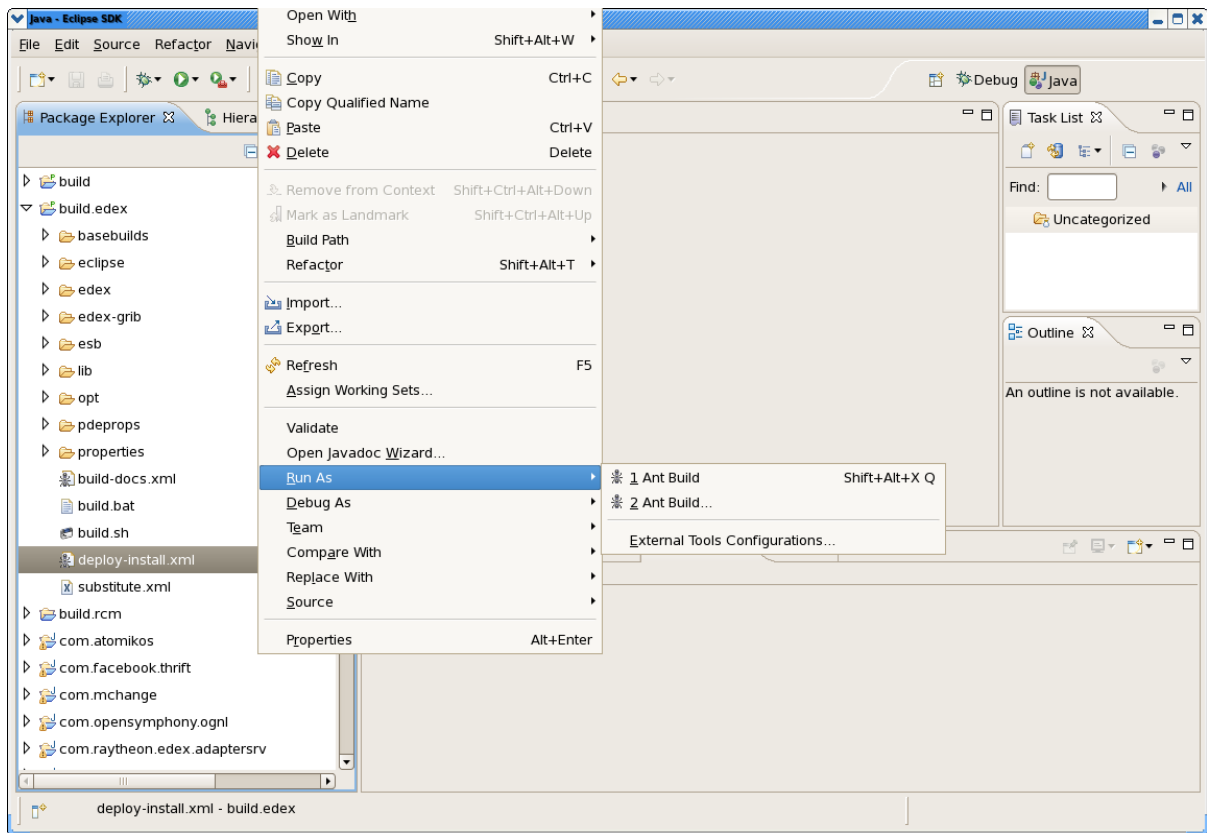 Java - Eclipse SDK
File Edit Source Refactor Navi
Debug Java
Package Explorer Hiera
build
build.edex
basebuilds
eclipse
edex
edex-grib
esb
lib
opt
pdeprops
properties
build-docs.xml
build.bat
build.sh
deploy-install.xml
substitute.xml
build.rcm
com.atomikos
com.facebook.thrift
com.mchange
com.opensymphony.ognl
com.raytheon.edex.adaptersrv
Open With
Show In Shift+Alt+W
Copy Ctrl+C
Copy Qualified Name
Paste Ctrl+V
Delete Delete
Remove from Context Shift+Ctrl+Alt+Down
Mark as Landmark Shift+Ctrl+Alt+Up
Build Path
Refactor Shift+Alt+T
Import...
Export...
Refresh F5
Assign Working Sets...
Validate
Open Javadoc Wizard...
Run As
Debug As
Team
Compare With
Replace With
Source
Properties Alt+Enter
1 Ant Build Shift+Alt+X Q
2 Ant Build...
External Tools Configurations...
Task List
Find: All
Uncategorized
Outline
An outline is not available.
deploy-install.xml - build.edex